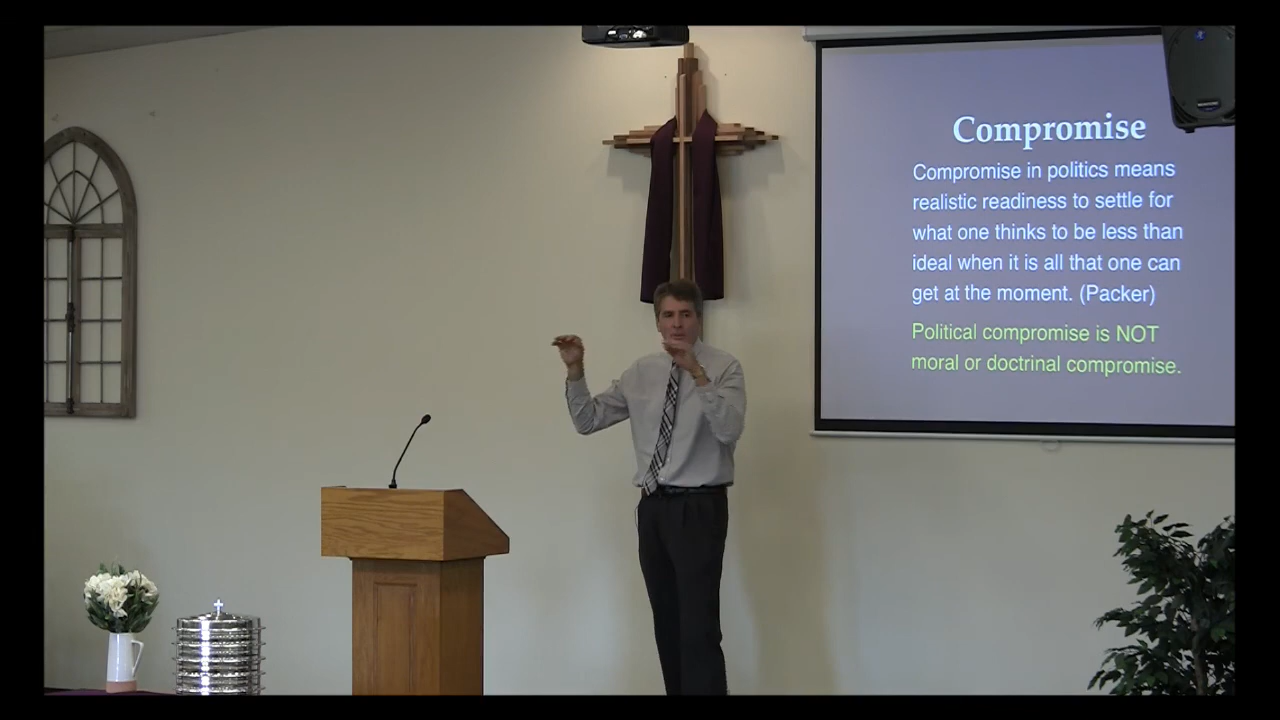 Compromise
Compromise in politics means
realistic readiness to settle for
what one thinks to be less than
ideal when it is all that one can
get at the moment. (Packer)
Political compromise is NOT
moral or doctrinal compromise.